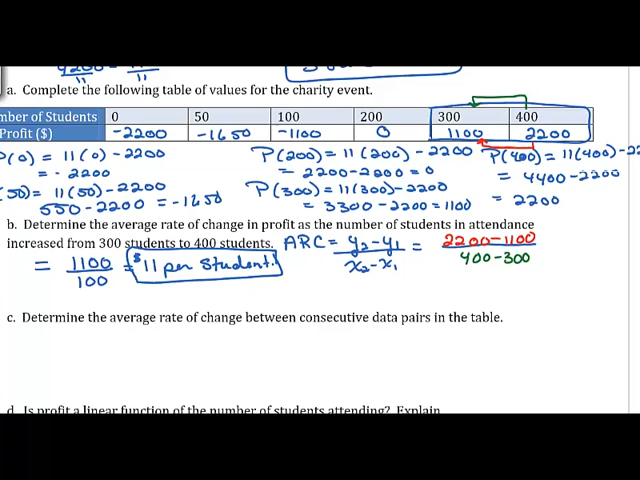 4200
11 11
a. Complete the following table of values for the charity event.
mber of Students 0 50 100 200 300 400
Profit ($) -2200 -1650 -1100 0 1100 2200
P(0) = 11(0) - 2200 P(200) = 11(200) - 2200 P(400) = 11(400) - 22
= - 2200 = 2200 - 2200 = 0 = 4400 - 2200
(50) = 11(50) - 2200 P(300) = 11(300) - 2200 = 2200
550 - 2200 = -1650 = 3300 - 2200 = 1100
b. Determine the average rate of change in profit as the number of students in attendance
increased from 300 students to 400 students. ARC = y2 - y1 / x2 - x1 = 2200 - 1100 / 400 - 300
= 1100 / 100 = $11 per student.
c. Determine the average rate of change between consecutive data pairs in the table.
d. Is profit a linear function of the number of students attending? Explain